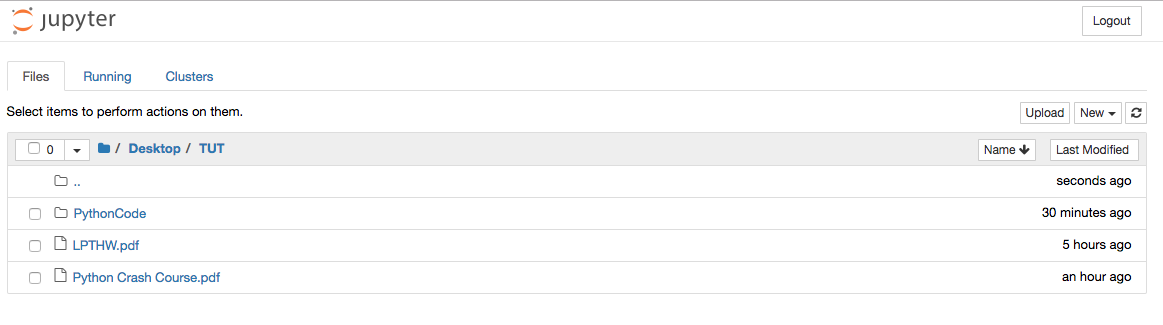 jupyter Logout
Files Running Clusters
Select items to perform actions on them. Upload New
0 / Desktop / TUT Name Last Modified
.. seconds ago
PythonCode 30 minutes ago
LPTHW.pdf 5 hours ago
Python Crash Course.pdf an hour ago